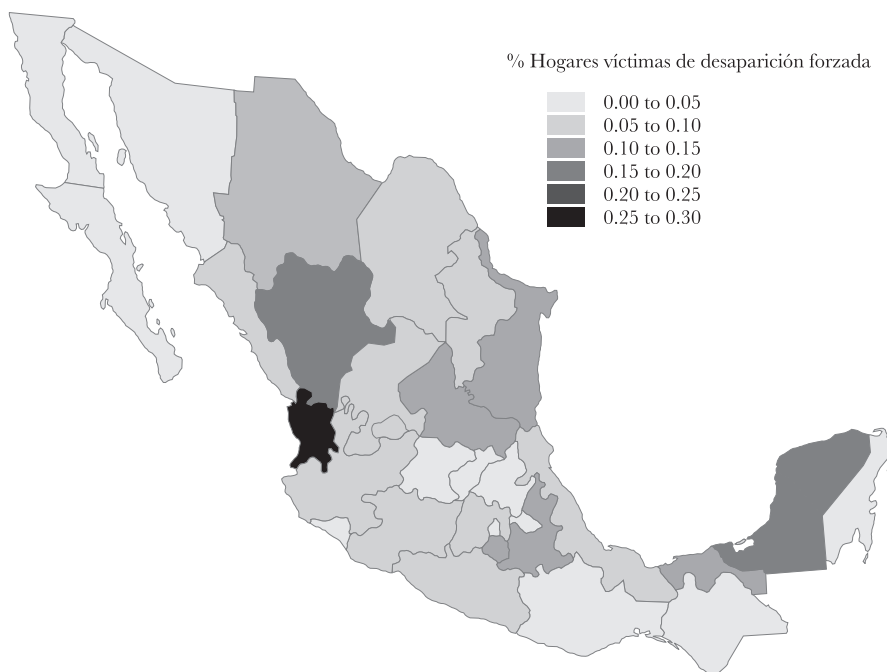 % Hogares víctimas de desaparición forzada
0.00 to 0.05
0.05 to 0.10
0.10 to 0.15
0.15 to 0.20
0.20 to 0.25
0.25 to 0.30